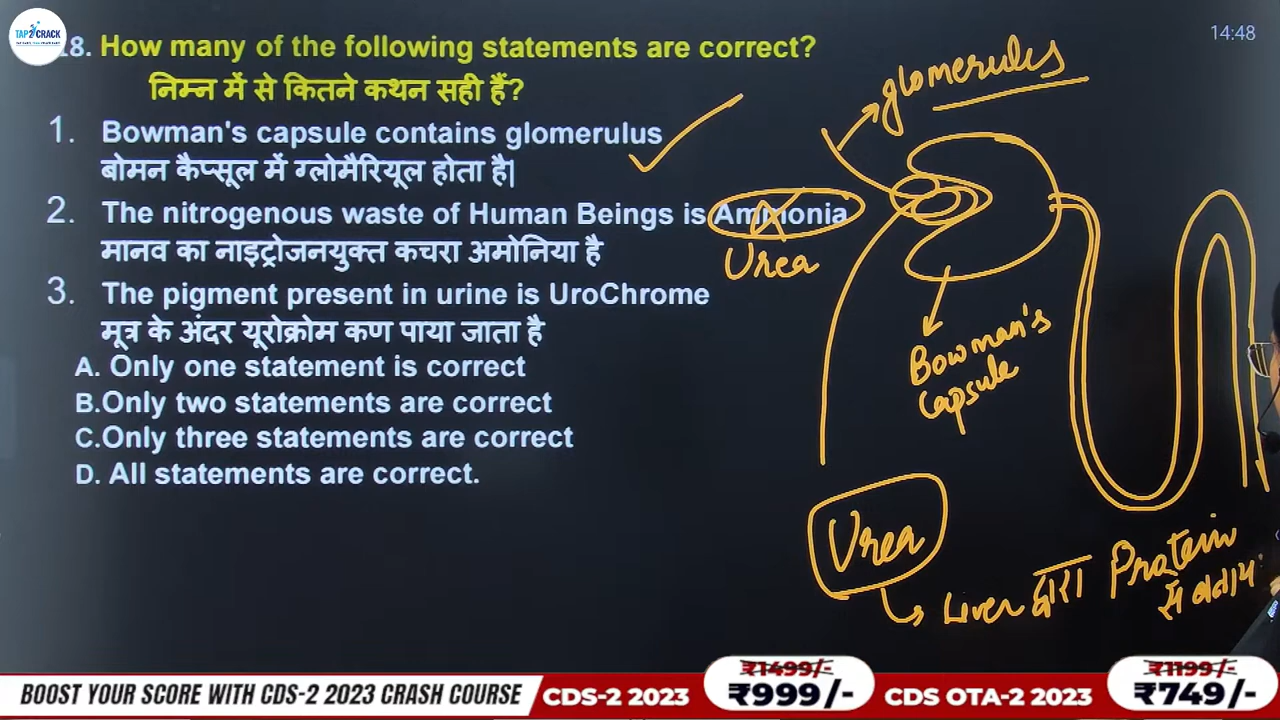 TAP2CRACK
14:48
18. How many of the following statements are correct?
निम्न में से कितने कथन सही हैं?
1. Bowman's capsule contains glomerulus
बोमन कैप्सूल में ग्लोमैरियूल होता है|
2. The nitrogenous waste of Human Beings is Ammonia
मानव का नाइट्रोजनयुक्त कचरा अमोनिया है
3. The pigment present in urine is UroChrome
मूत्र के अंदर यूरोक्रोम कण पाया जाता है
A. Only one statement is correct
B.Only two statements are correct
C.Only three statements are correct
D. All statements are correct.
glomerules
Urea
Bowman's
Capsule
Urea
Liver द्वारा Protein
से
BOOST YOUR SCORE WITH CDS-2 2023 CRASH COURSE
CDS-2 2023
₹1499/-
₹999/-
CDS OTA-2 2023
₹1199/-
₹749/-